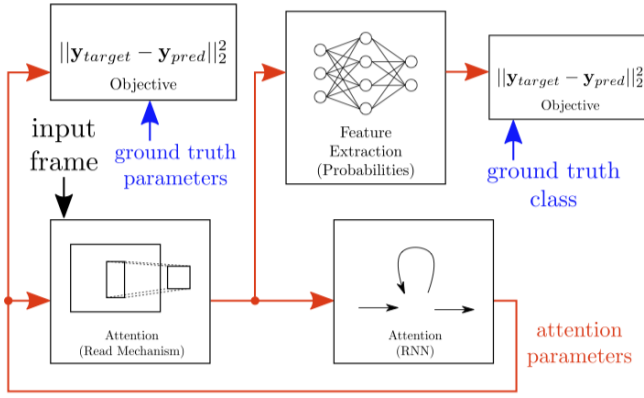 ||y_target − y_pred||₂²
Objective
input
frame
ground truth
parameters
Feature
Extraction
(Probabilities)
||y_target − y_pred||₂²
Objective
ground truth
class
Attention
(Read Mechanism)
Attention
(RNN)
attention
parameters